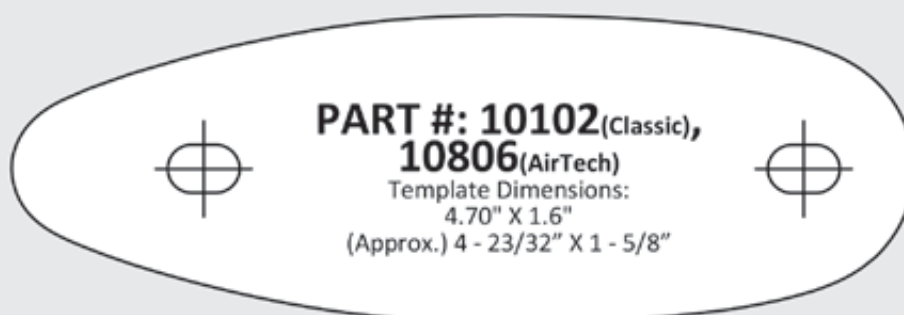 PART #: 10102(Classic),
10806(AirTech)
Template Dimensions:
4.70" X 1.6"
(Approx.) 4 - 23/32” X 1 - 5/8”